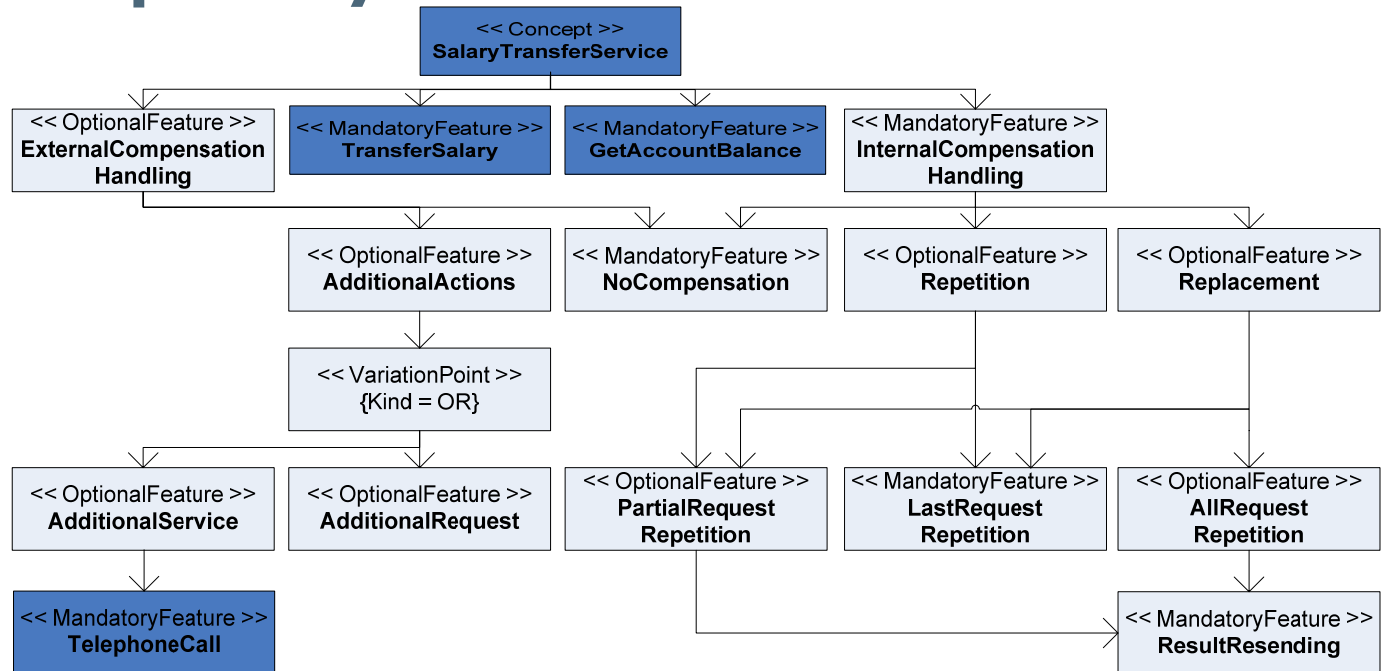 << Concept >>
SalaryTransferService
<< OptionalFeature >>
ExternalCompensation
Handling
<< MandatoryFeature >>
TransferSalary
<< MandatoryFeature >>
GetAccountBalance
<< MandatoryFeature >>
InternalCompensation
Handling
<< OptionalFeature >>
AdditionalActions
<< MandatoryFeature >>
NoCompensation
<< OptionalFeature >>
Repetition
<< OptionalFeature >>
Replacement
<< VariationPoint >>
{Kind = OR}
<< OptionalFeature >>
AdditionalService
<< OptionalFeature >>
AdditionalRequest
<< OptionalFeature >>
PartialRequest
Repetition
<< MandatoryFeature >>
LastRequest
Repetition
<< OptionalFeature >>
AllRequest
Repetition
<< MandatoryFeature >>
TelephoneCall
<< MandatoryFeature >>
ResultResending